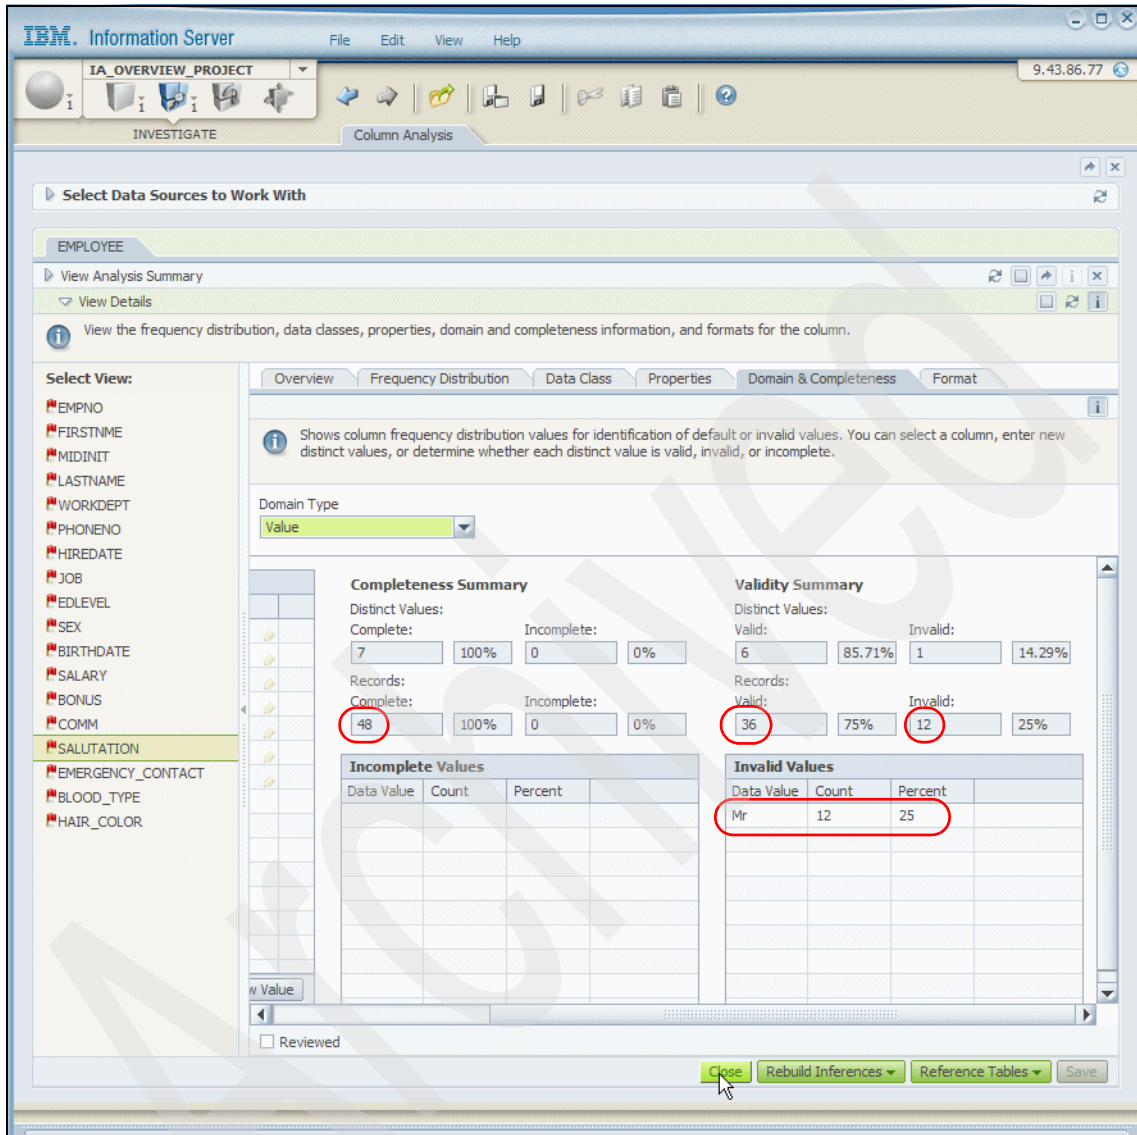 IBM. Information Server
File Edit View Help
IA_OVERVIEW_PROJECT
9.43.86.77
INVESTIGATE
Column Analysis
Select Data Sources to Work With
EMPLOYEE
View Analysis Summary
View Details
View the frequency distribution, data classes, properties, domain and completeness information, and formats for the column.
Select View:
EMPNO
FIRSTNME
MIDINIT
LASTNAME
WORKDEPT
PHONENO
HIREDATE
JOB
EDLEVEL
SEX
BIRTHDATE
SALARY
BONUS
COMM
SALUTATION
EMERGENCY_CONTACT
BLOOD_TYPE
HAIR_COLOR
Overview Frequency Distribution Data Class Properties Domain & Completeness Format
Shows column frequency distribution values for identification of default or invalid values. You can select a column, enter new
distinct values, or determine whether each distinct value is valid, invalid, or incomplete.
Domain Type
Value
Completeness Summary
Distinct Values:
Complete: Incomplete:
7 100% 0 0%
Records:
Complete: Incomplete:
48 100% 0 0%
Incomplete Values
Data Value Count Percent
Validity Summary
Distinct Values:
Valid: Invalid:
6 85.71% 1 14.29%
Records:
Valid: Invalid:
36 75% 12 25%
Invalid Values
Data Value Count Percent
Mr 12 25
w Value
Reviewed
Close Rebuild Inferences Reference Tables Save
Archived